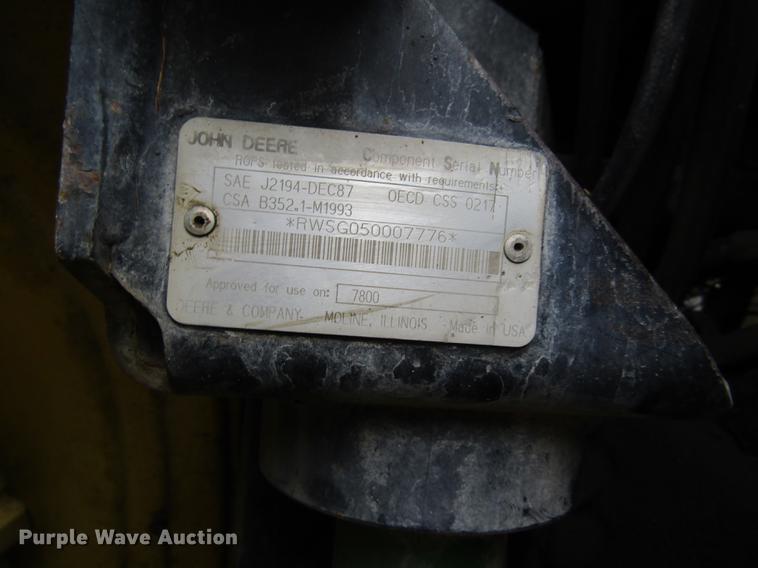 JOHN DEERE
Component Serial Number
ROPS tested in accordance with requirements:
SAE J2194-DEC87 OECD CSS 0217
CSA B352.1-M1993
*RWSG050007776*
Approved for use on: 7800
DEERE & COMPANY MOLINE, ILLINOIS Made in USA
Purple Wave Auction